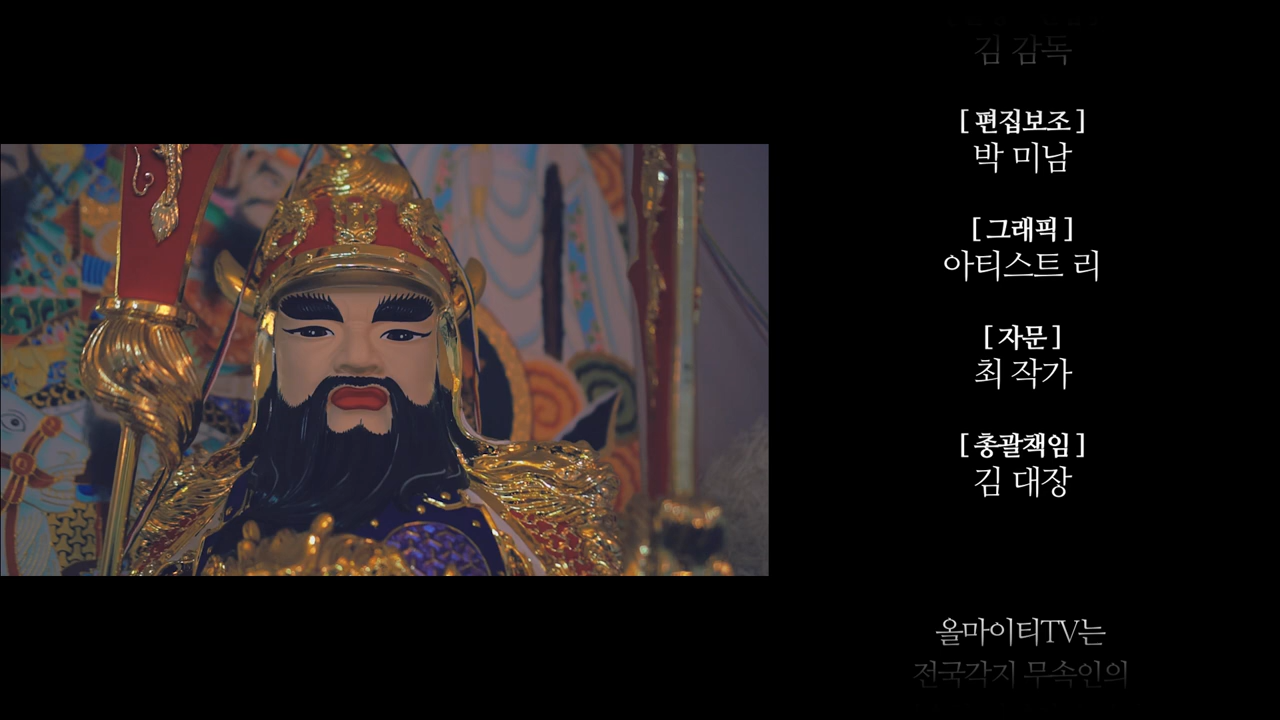 김 감독
[ 편집보조 ]
박 미남
[ 그래픽 ]
아티스트 리
[ 자문 ]
최 작가
[ 총괄책임 ]
김 대장
올마이티TV는
전국각지 무속인의